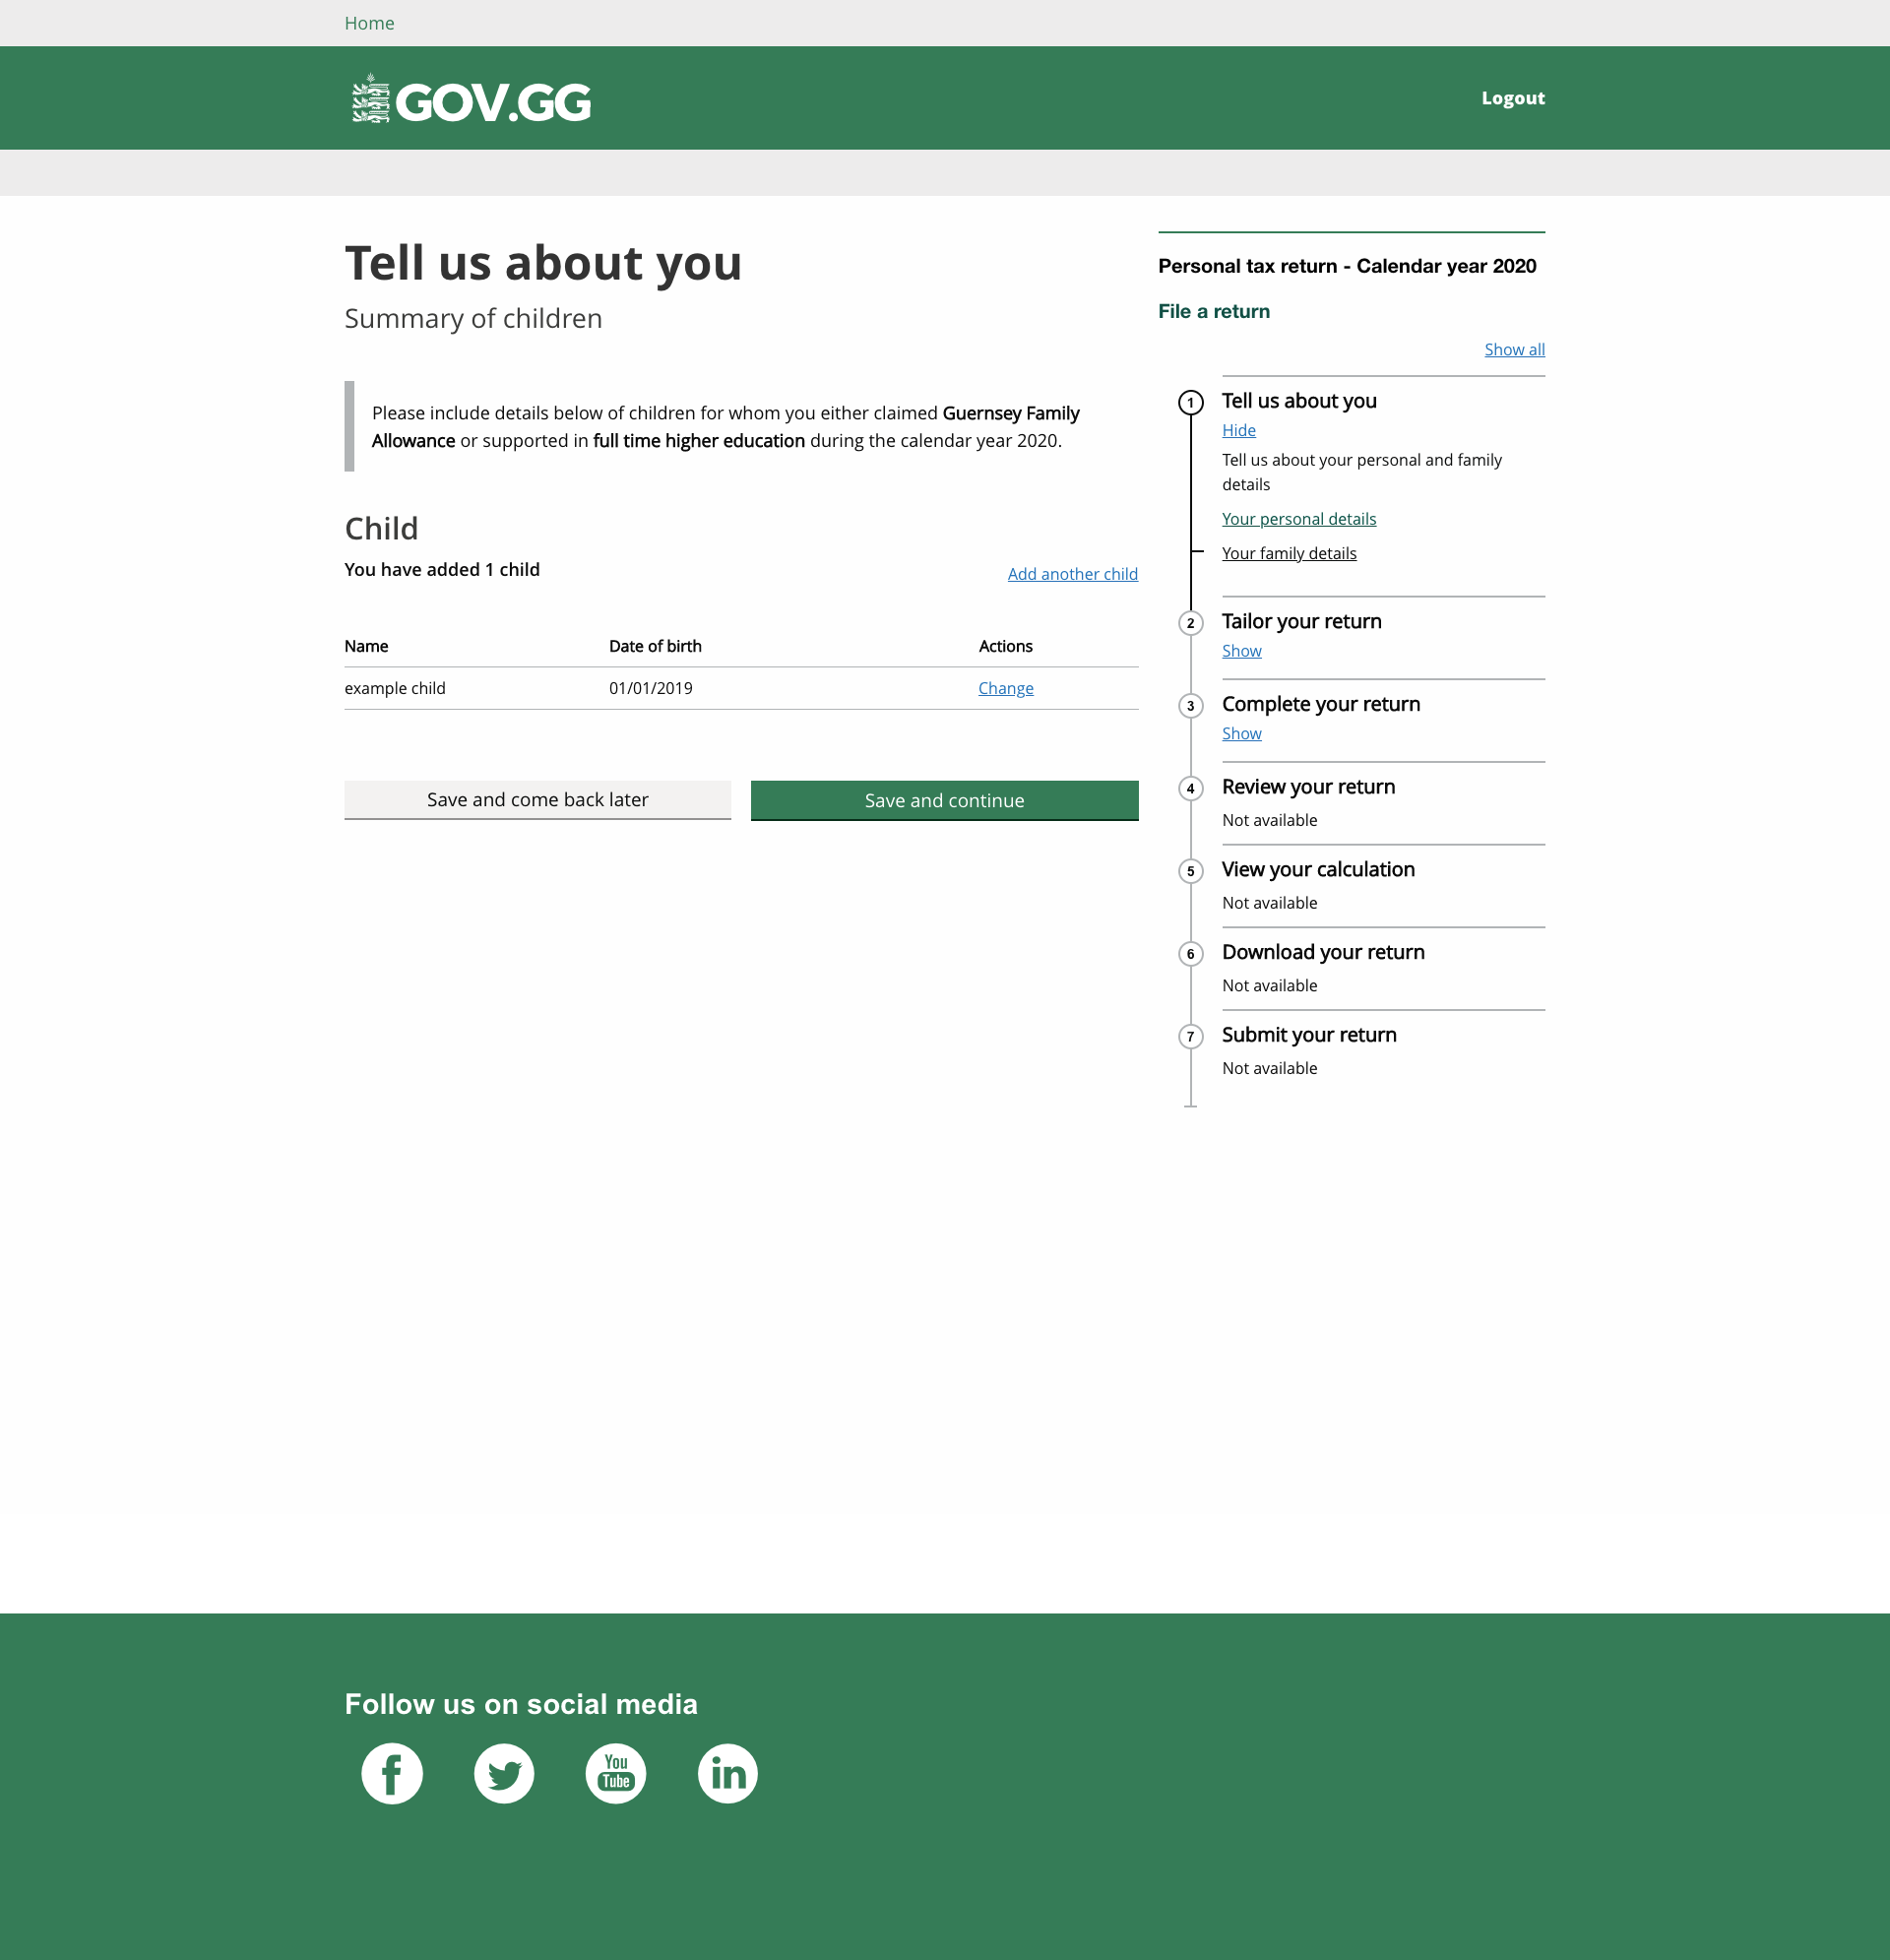 Home
GOV.GG
Logout
Tell us about you
Summary of children
Please include details below of children for whom you either claimed Guernsey Family
Allowance or supported in full time higher education during the calendar year 2020.
Child
You have added 1 child
Add another child
Name Date of birth Actions
example child 01/01/2019 Change
Save and come back later
Save and continue
Personal tax return - Calendar year 2020
File a return
Show all
1 Tell us about you
Hide
Tell us about your personal and family
details
Your personal details
Your family details
2 Tailor your return
Show
3 Complete your return
Show
4 Review your return
Not available
5 View your calculation
Not available
6 Download your return
Not available
7 Submit your return
Not available
Follow us on social media
You
Tube
in